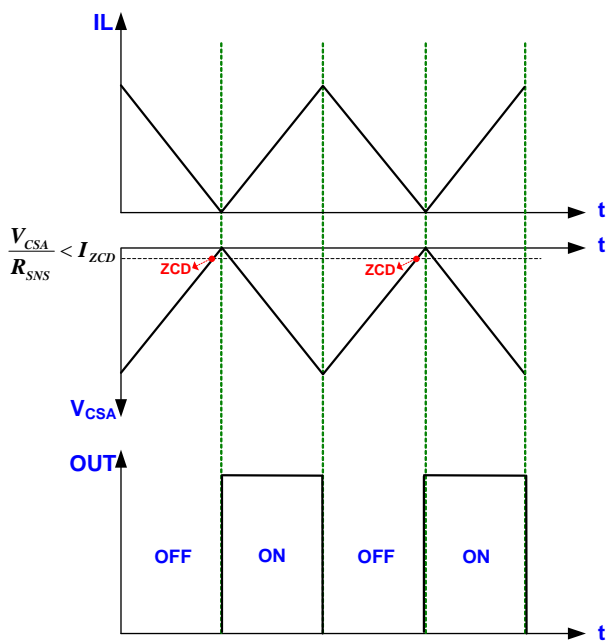 IL
t
t
V_CSA / R_SNS < I_ZCD
ZCD
ZCD
V_CSA
OUT
OFF
ON
OFF
ON
t